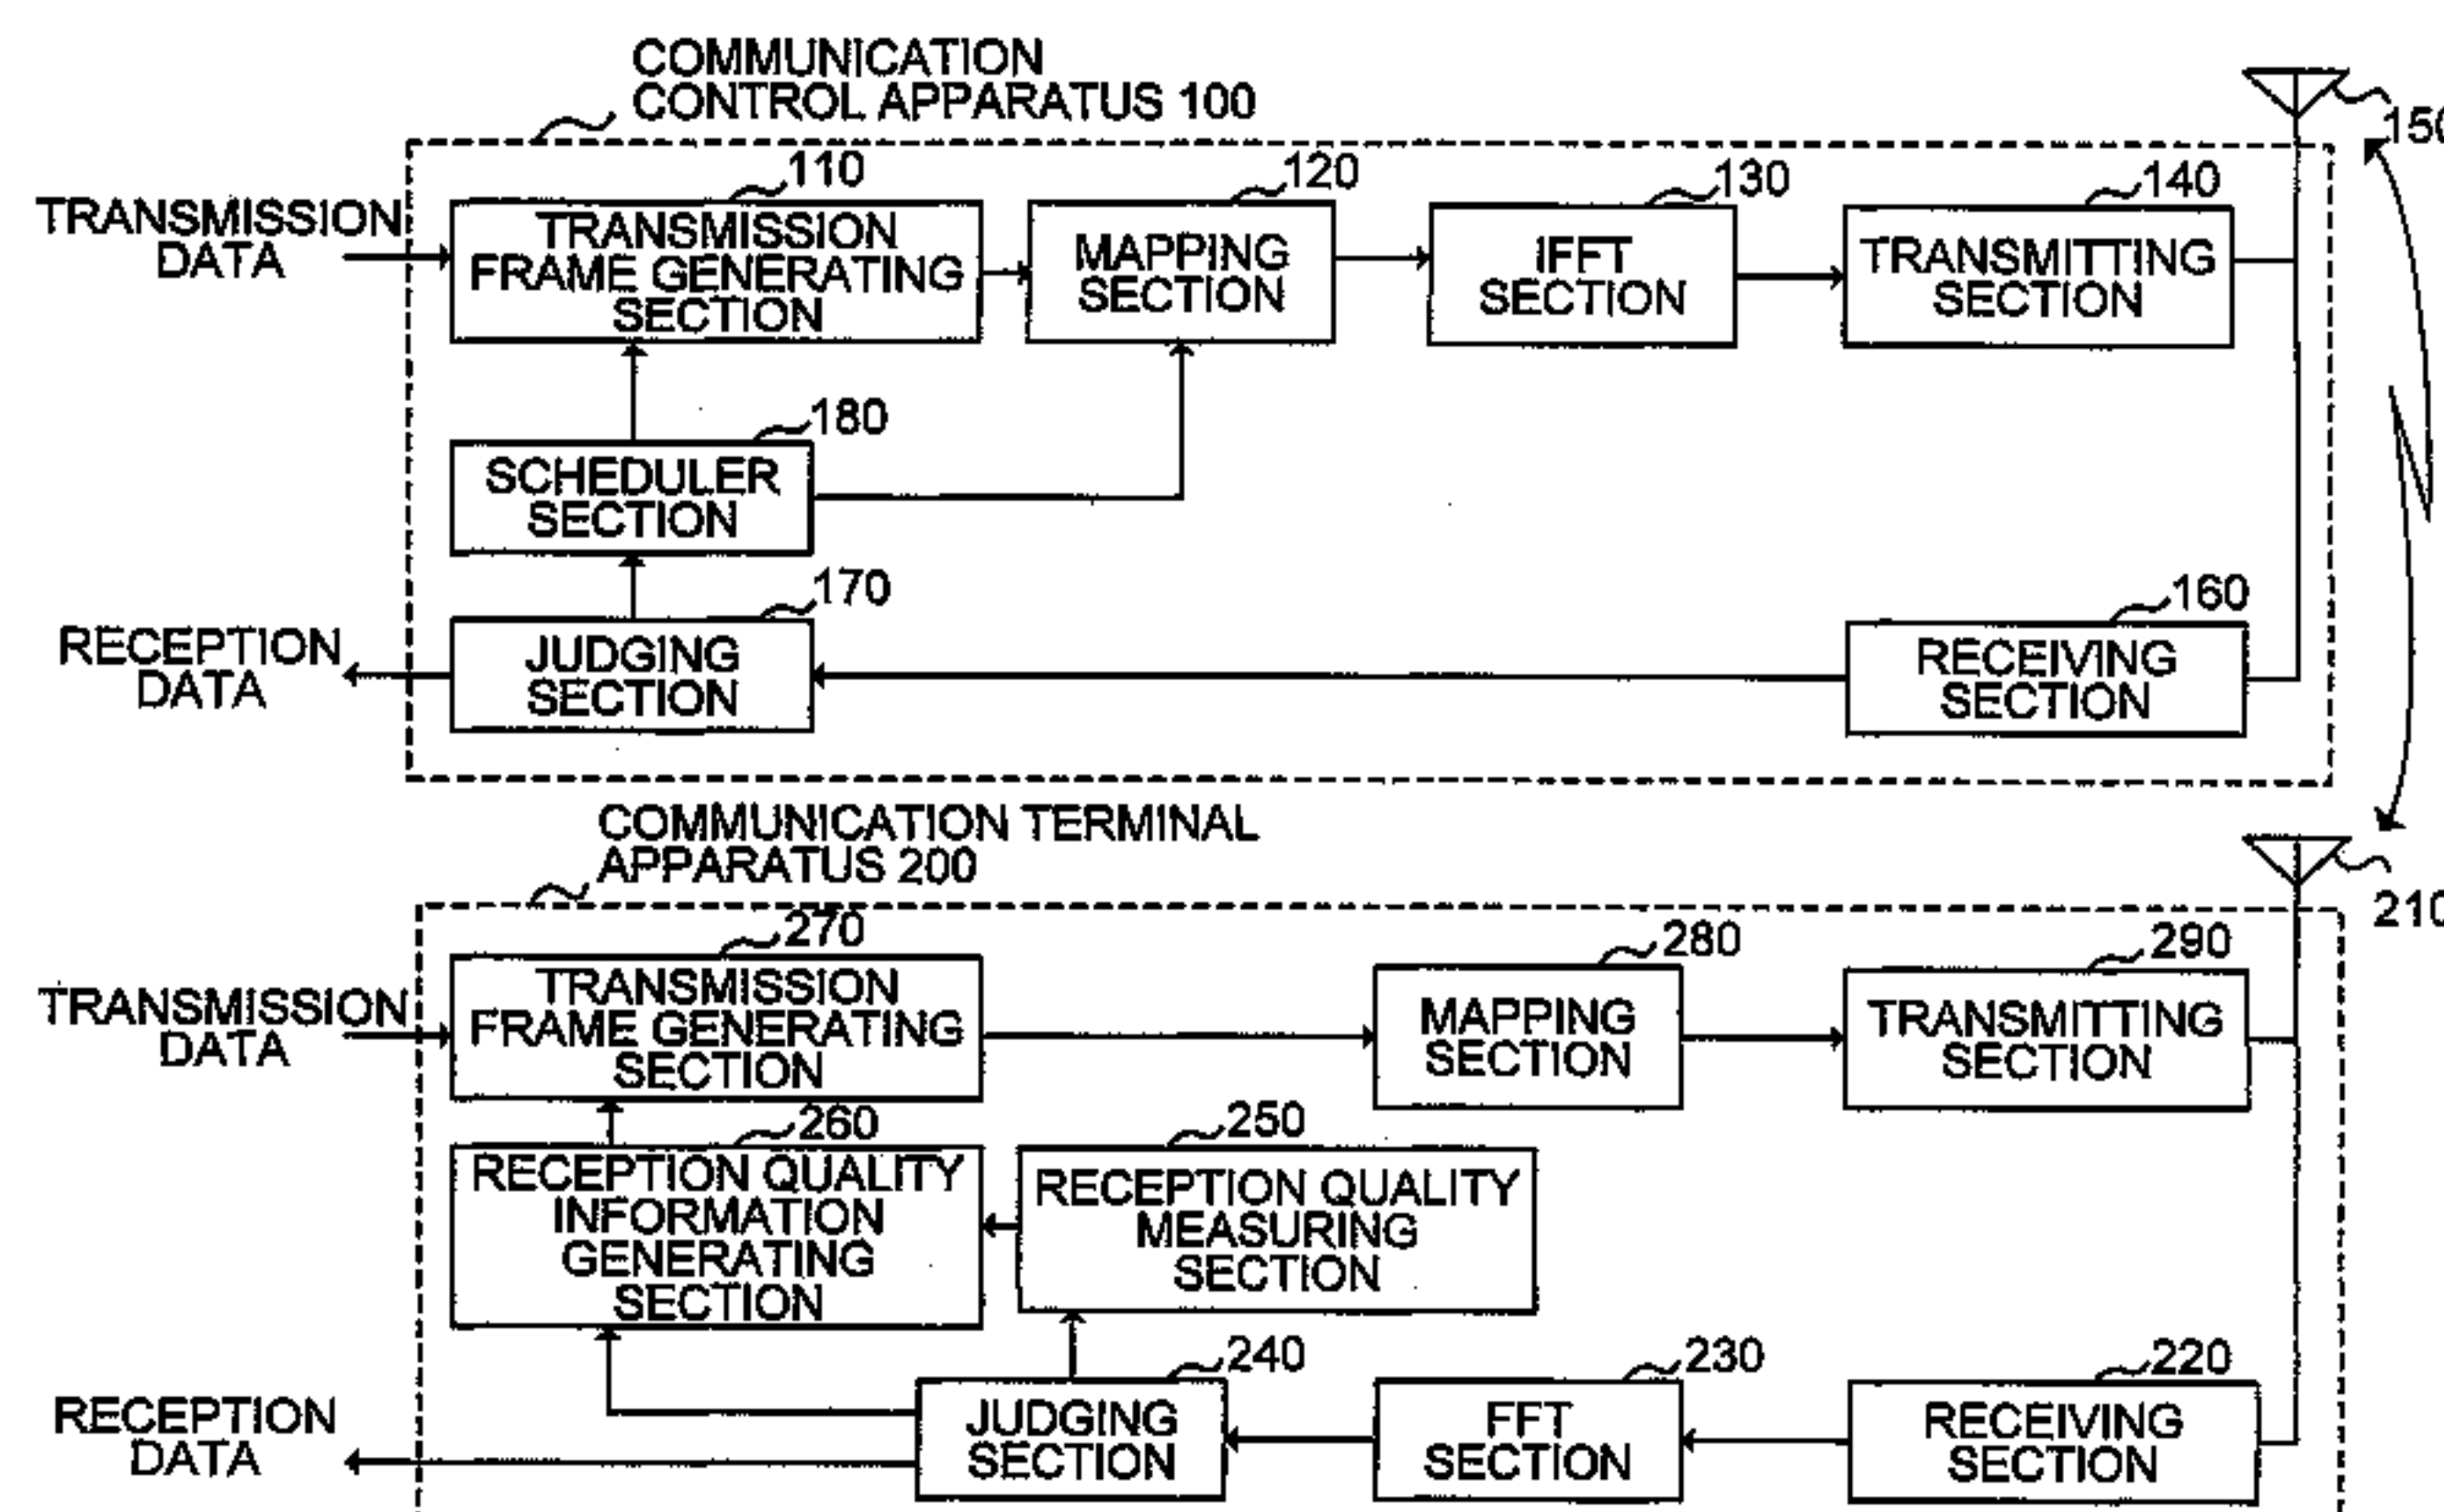 COMMUNICATION
CONTROL APPARATUS 100
150
110
120
130
140
TRANSMISSION
DATA
TRANSMISSION
FRAME GENERATING
SECTION
MAPPING
SECTION
IFFT
SECTION
TRANSMITTING
SECTION
180
SCHEDULER
SECTION
170
160
RECEPTION
DATA
JUDGING
SECTION
RECEIVING
SECTION
COMMUNICATION TERMINAL
APPARATUS 200
210
270
280
290
TRANSMISSION
DATA
TRANSMISSION
FRAME GENERATING
SECTION
MAPPING
SECTION
TRANSMITTING
SECTION
260
250
RECEPTION QUALITY
INFORMATION
GENERATING
SECTION
RECEPTION QUALITY
MEASURING
SECTION
240
230
220
RECEPTION
DATA
JUDGING
SECTION
FFT
SECTION
RECEIVING
SECTION